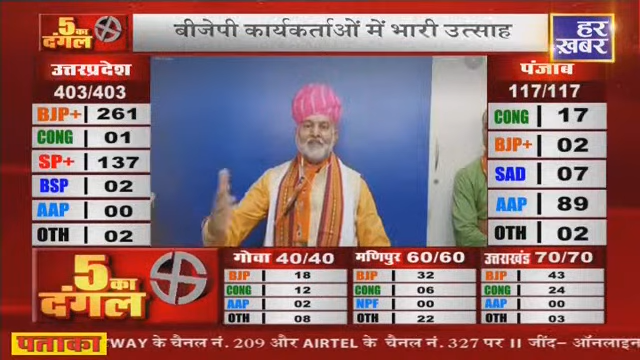 5 का
दंगल
बीजेपी कार्यकर्ताओं में भारी उत्साह
हर
ख़बर
उत्तरप्रदेश
403/403
BJP+ 261
CONG 01
SP+ 137
BSP 02
AAP 00
OTH 02
पंजाब
117/117
CONG 17
BJP+ 02
SAD 07
AAP 89
OTH 02
5 का
दंगल
गोवा 40/40
BJP 18
CONG 12
AAP 02
OTH 08
मणिपुर 60/60
BJP 32
CONG 06
NPF 00
OTH 22
उत्तराखंड 70/70
BJP 43
CONG 24
AAP 00
OTH 03
पताका
WAY के चैनल नं. 209 और AIRTEL के चैनल नं. 327 पर II जींद– ऑनलाइन